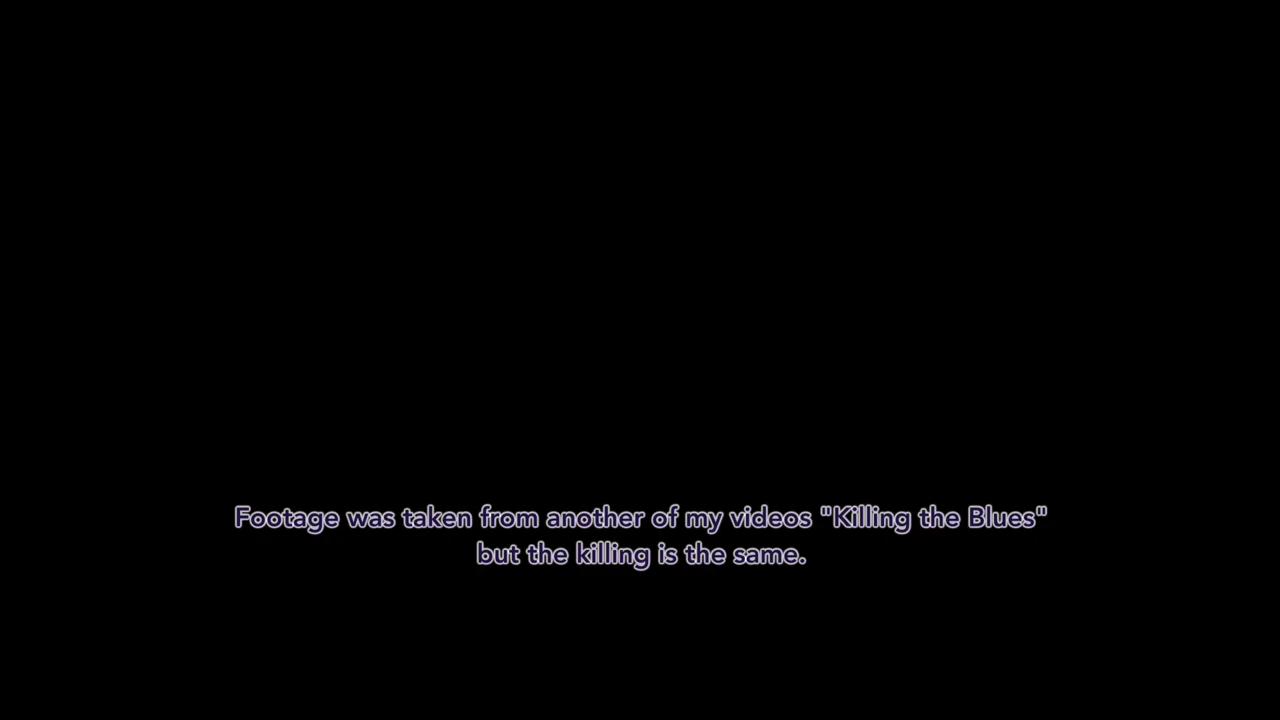 Footage was taken from another of my videos "Killing the Blues"
but the killing is the same.